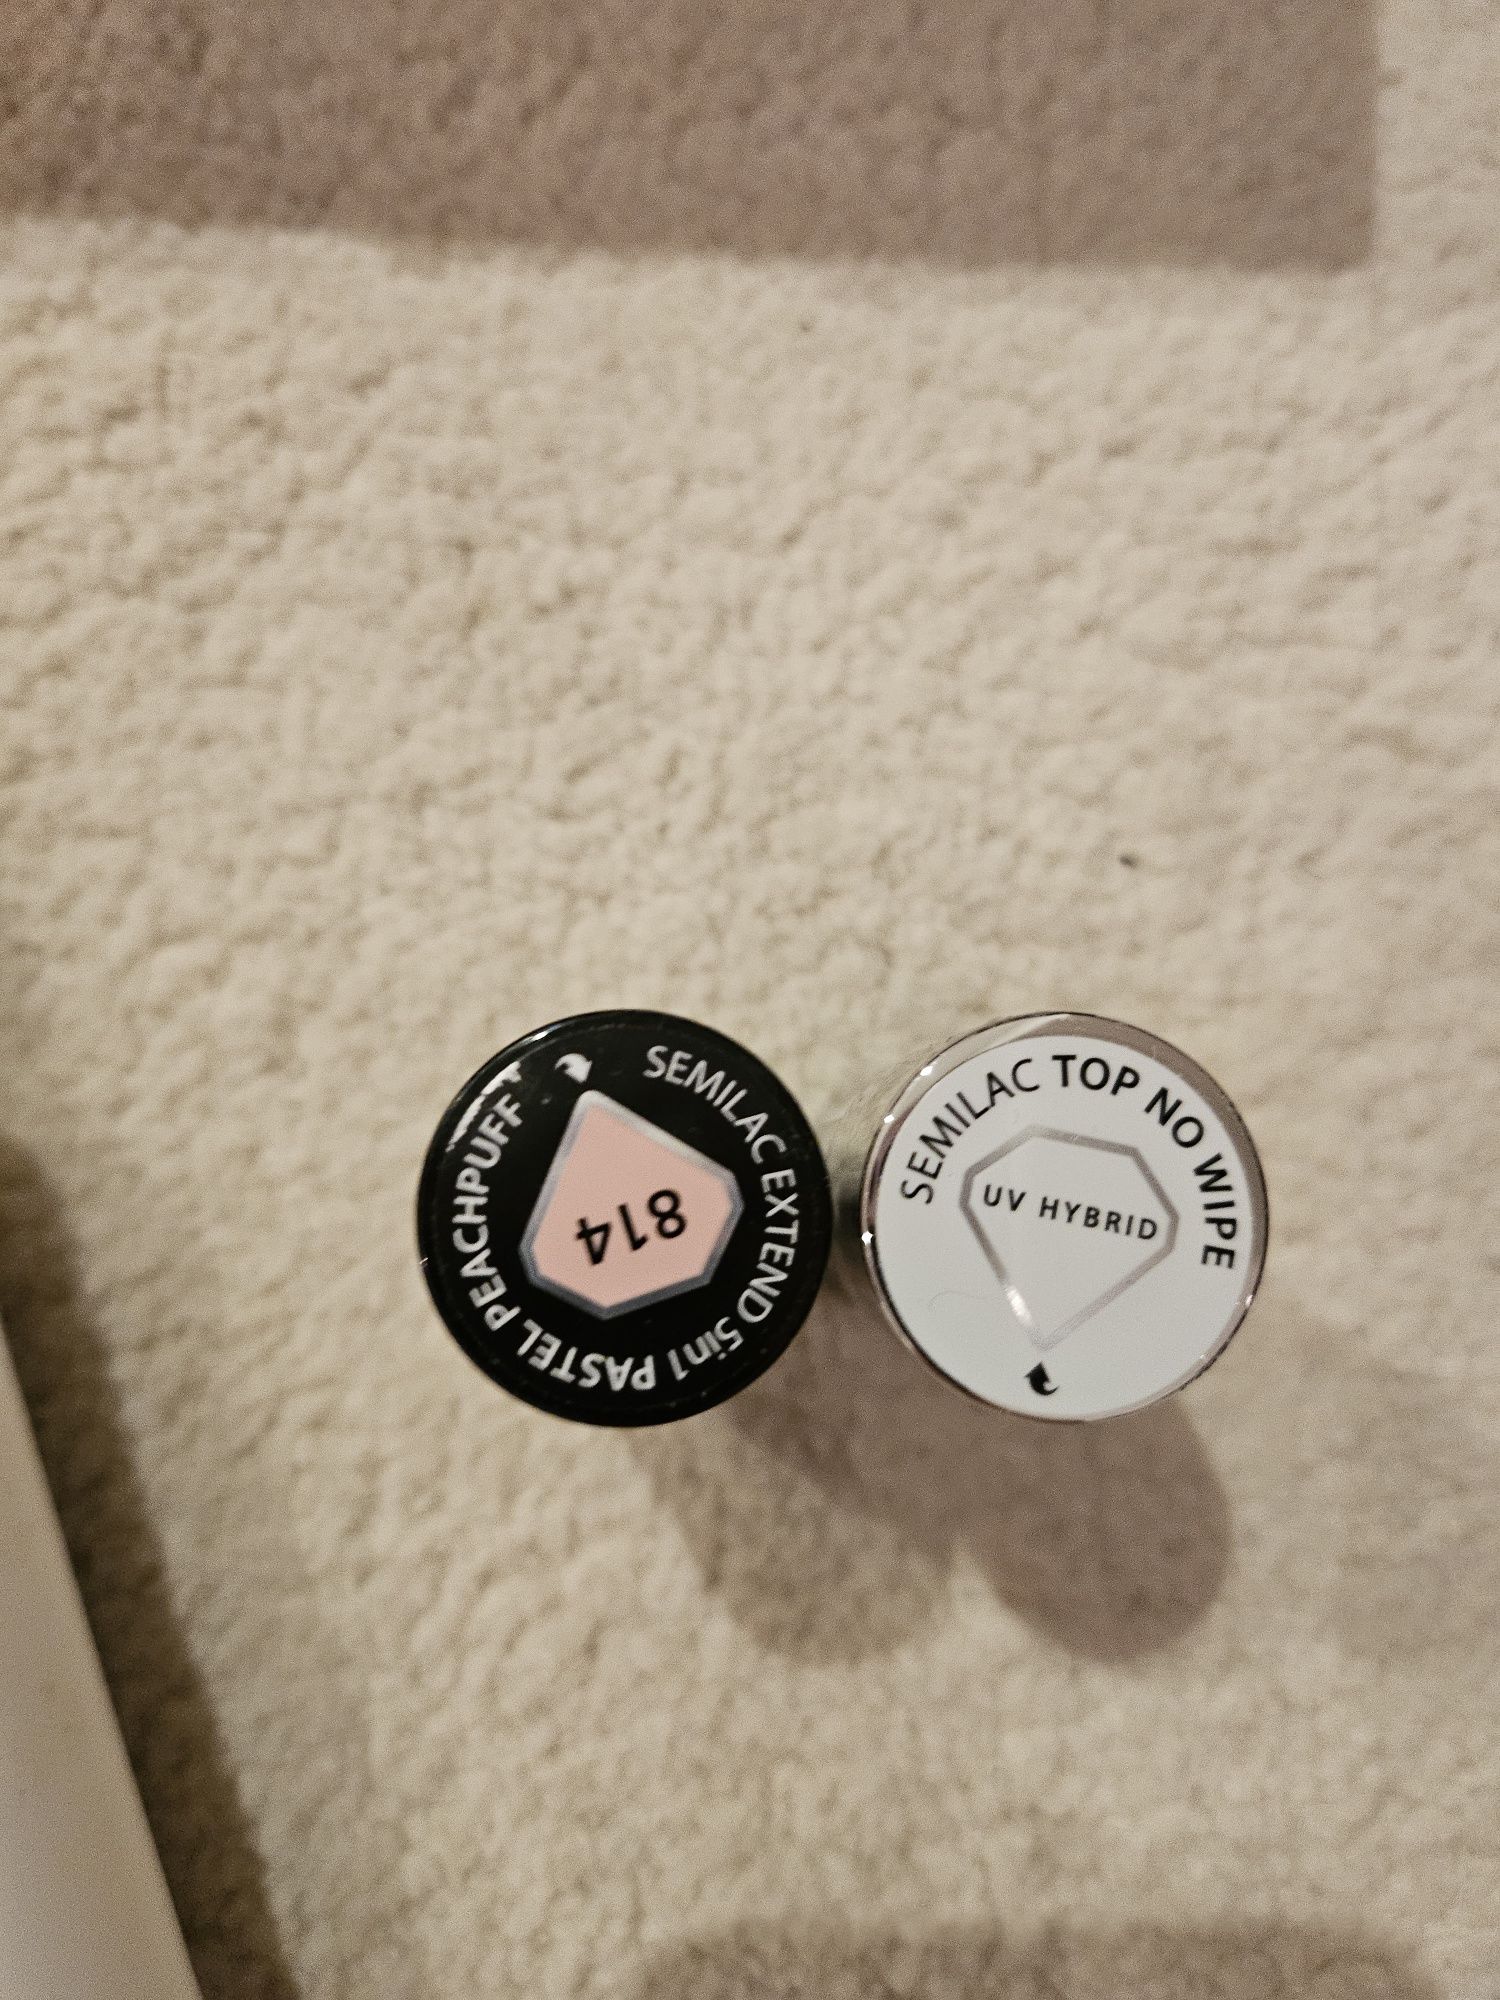 SEMILAC EXTEND 5in1 PASTEL PEACHPUFF
814
SEMILAC TOP NO WIPE
UV HYBRID